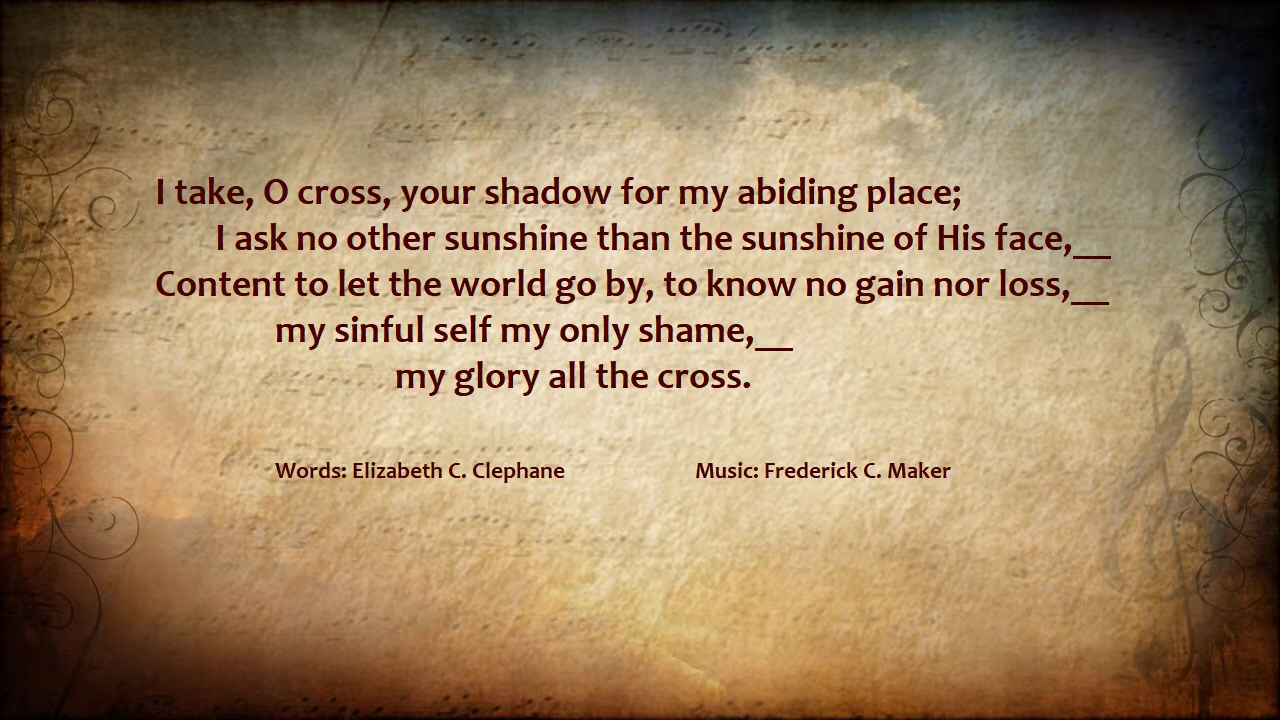 I take, O cross, your shadow for my abiding place;
I ask no other sunshine than the sunshine of His face,__
Content to let the world go by, to know no gain nor loss,__
my sinful self my only shame,__
my glory all the cross.
Words: Elizabeth C. Clephane Music: Frederick C. Maker